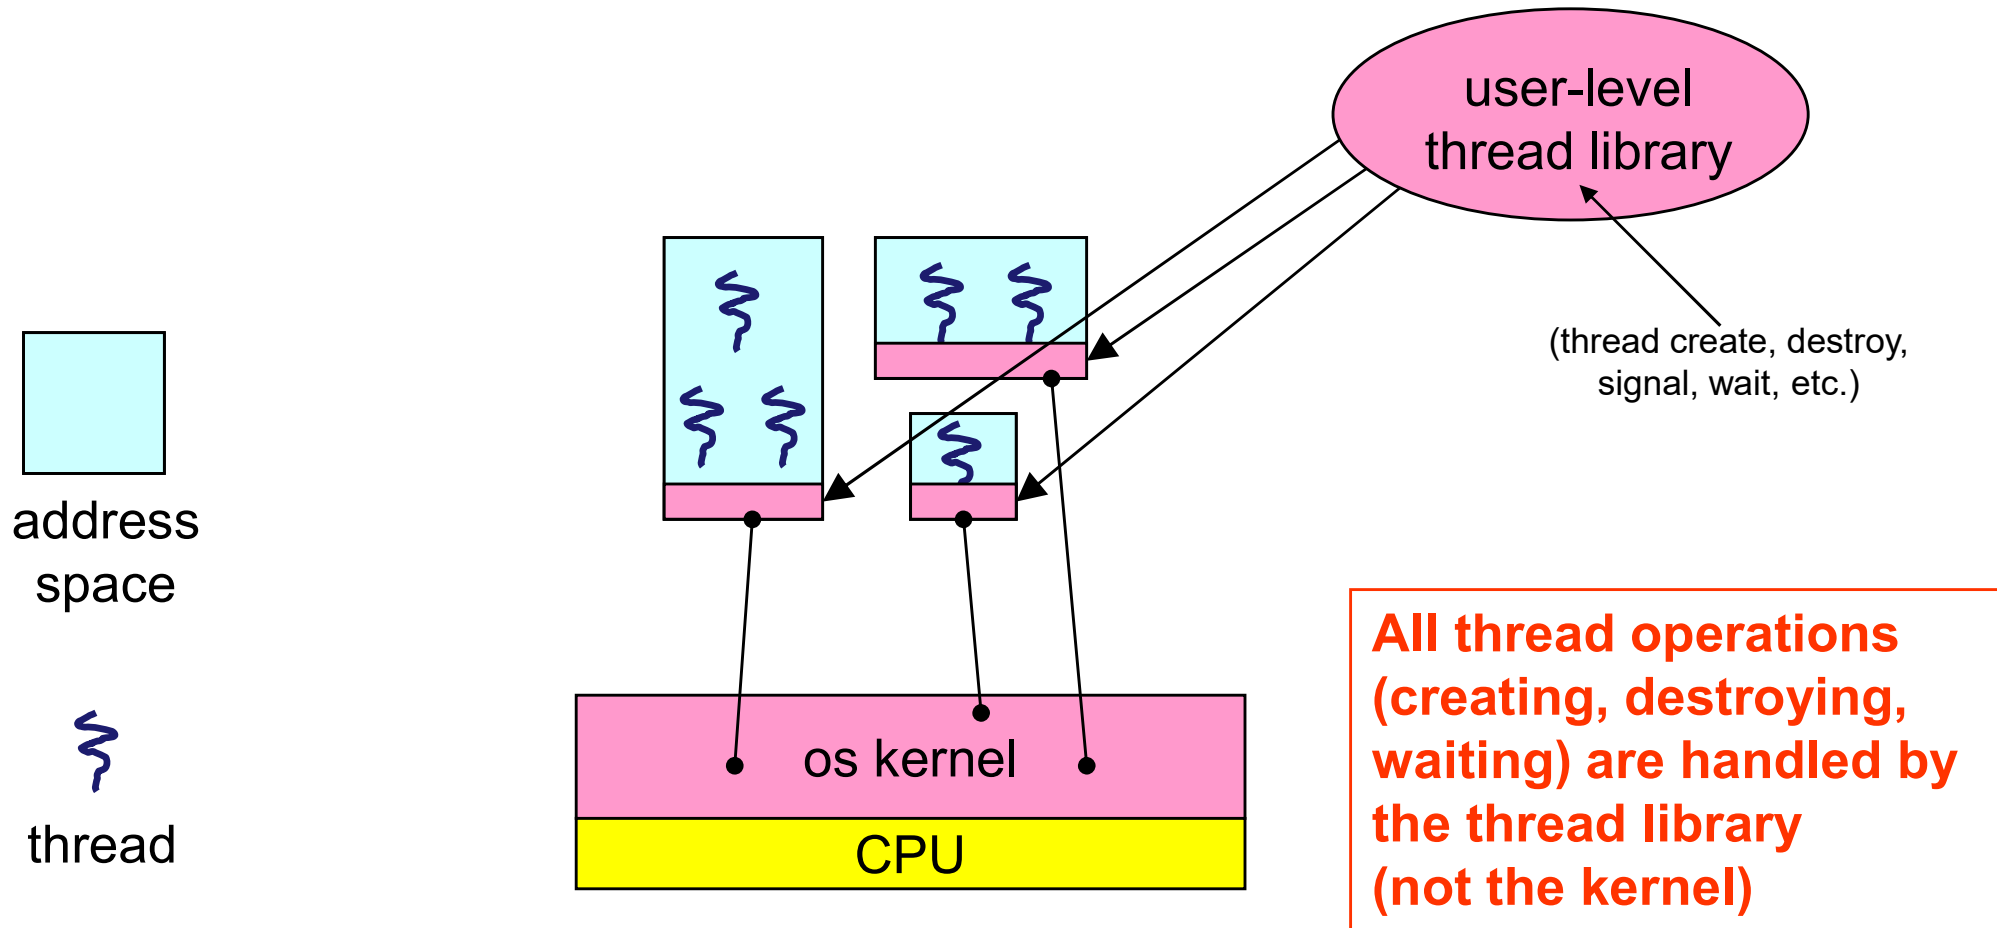 user-level
thread library
(thread create, destroy,
signal, wait, etc.)
address
space
thread
os kernel
CPU
All thread operations
(creating, destroying,
waiting) are handled by
the thread library
(not the kernel)